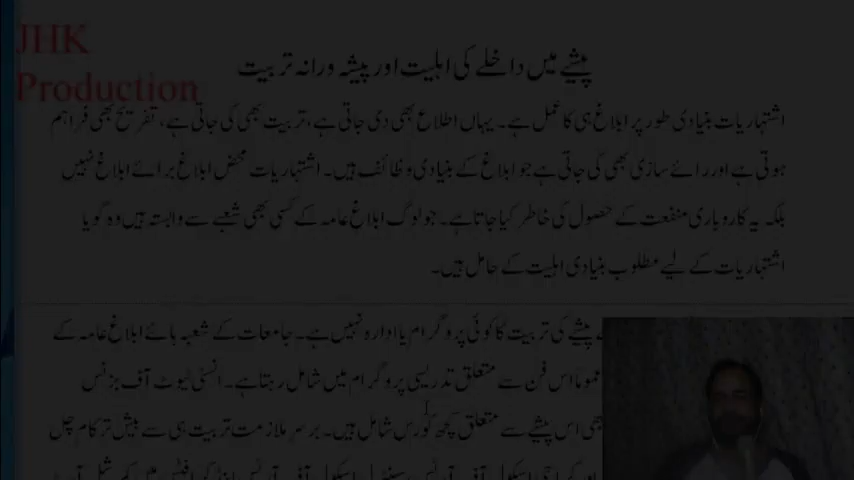 JHK
Production
پیشے میں داخلے کی اہلیت اور پیشہ ورانہ تربیت
اشتہاریات بنیادی طور پر ابلاغ ہی کا عمل ہے۔ یہاں اطلاع بھی دی جاتی ہے، تربیت بھی کی جاتی ہے، تفریح بھی فراہم
ہوتی ہے اور رائے سازی بھی کی جاتی ہے جو ابلاغ کے بنیادی وظائف ہیں۔ اشتہاریات محض ابلاغ برائے ابلاغ نہیں
بلکہ یہ کاروباری منفعت کے حصول کی خاطر کیا جاتا ہے۔ جو لوگ ابلاغ عامہ کے کسی بھی شعبے سے وابستہ ہیں وہ گویا
اشتہاریات کے لیے مطلوب بنیادی اہلیت کے حامل ہیں۔
پیشے کی تربیت کا کوئی پروگرام یا ادارہ نہیں ہے۔ جامعات کے شعبہ ہائے ابلاغ عامہ کے
عموماً اس فن سے متعلق تدریسی پروگرام میں شامل رہتا ہے۔ انسٹی ٹیوٹ آف بزنس
بھی اس پیشے سے متعلق کچھ کورس شامل ہیں۔ برسر ملازمت تربیت ہی سے بیش تر کام چل